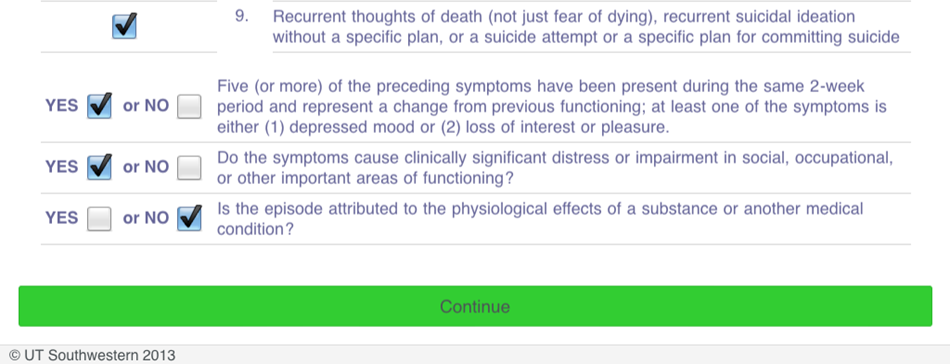 9. Recurrent thoughts of death (not just fear of dying), recurrent suicidal ideation
without a specific plan, or a suicide attempt or a specific plan for committing suicide
Five (or more) of the preceding symptoms have been present during the same 2-week
YES or NO period and represent a change from previous functioning; at least one of the symptoms is
either (1) depressed mood or (2) loss of interest or pleasure.
YES or NO Do the symptoms cause clinically significant distress or impairment in social, occupational,
or other important areas of functioning?
YES or NO Is the episode attributed to the physiological effects of a substance or another medical
condition?
Continue
© UT Southwestern 2013